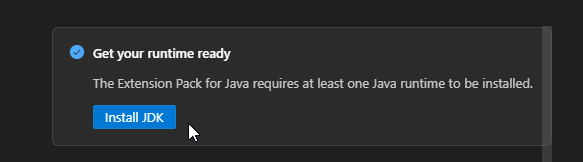 Get your runtime ready
The Extension Pack for Java requires at least one Java runtime to be installed.
Install JDK